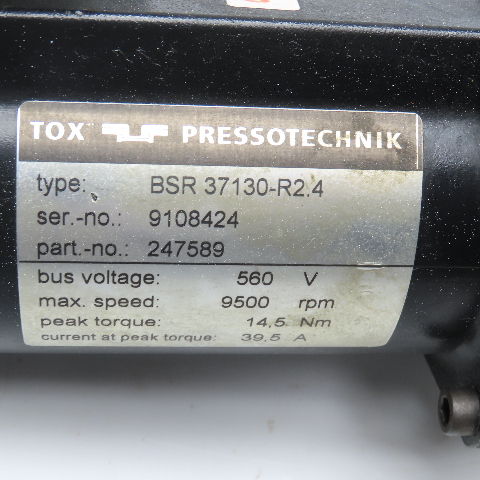 TOX PRESSOTECHNIK
type: BSR 37130-R2.4
ser.-no.: 9108424
part.-no.: 247589
bus voltage: 560 V
max. speed: 9500 rpm
peak torque: 14,5 Nm
current at peak torque: 39,5 A